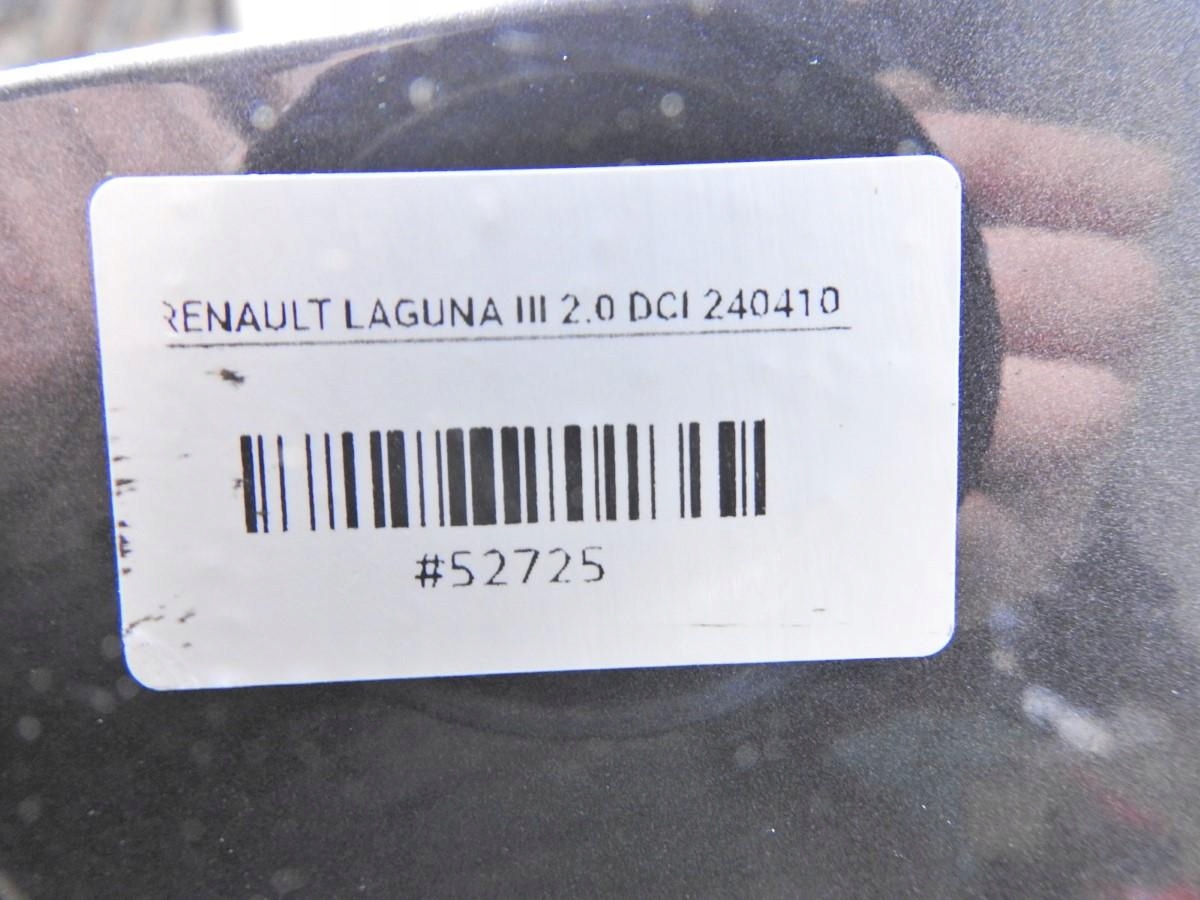 RENAULT LAGUNA III 2.0 DCI 240410
#52725